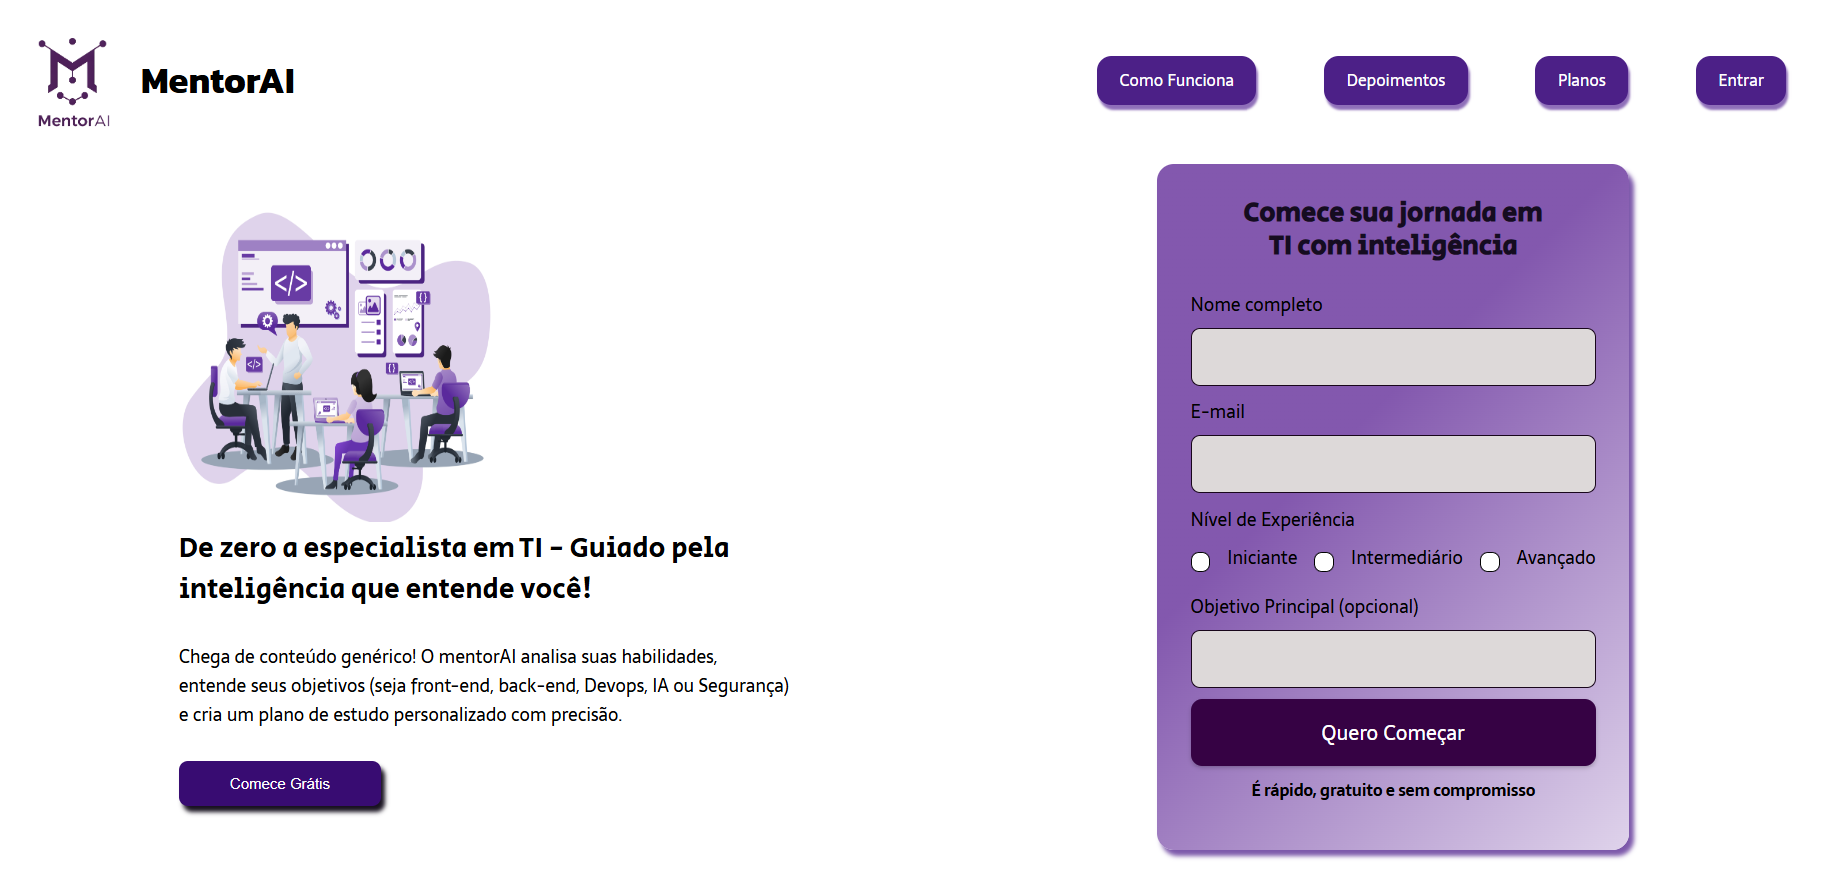 MentorAI
MentorAI
Como Funciona
Depoimentos
Planos
Entrar
</>
{}
</>
{}
De zero a especialista em TI - Guiado pela
inteligência que entende você!
Chega de conteúdo genérico! O mentorAI analisa suas habilidades,
entende seus objetivos (seja front-end, back-end, Devops, IA ou Segurança)
e cria um plano de estudo personalizado com precisão.
Comece Grátis
Comece sua jornada em
TI com inteligência
Nome completo
E-mail
Nível de Experiência
Iniciante
Intermediário
Avançado
Objetivo Principal (opcional)
Quero Começar
É rápido, gratuito e sem compromisso